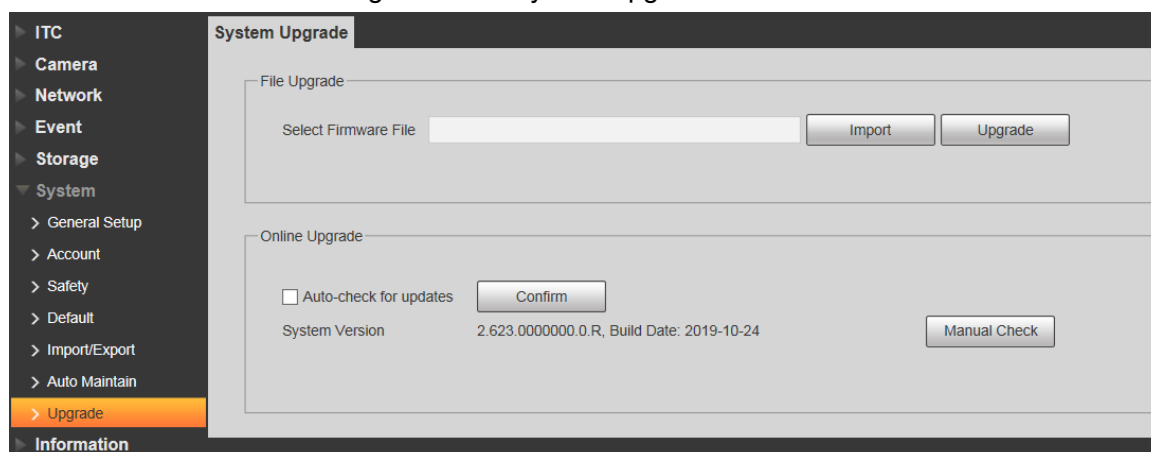 ITC
Camera
Network
Event
Storage
System
General Setup
Account
Safety
Default
Import/Export
Auto Maintain
Upgrade
Information
System Upgrade
File Upgrade
Select Firmware File Import Upgrade
Online Upgrade
Auto-check for updates Confirm
System Version 2.623.0000000.0.R, Build Date: 2019-10-24 Manual Check